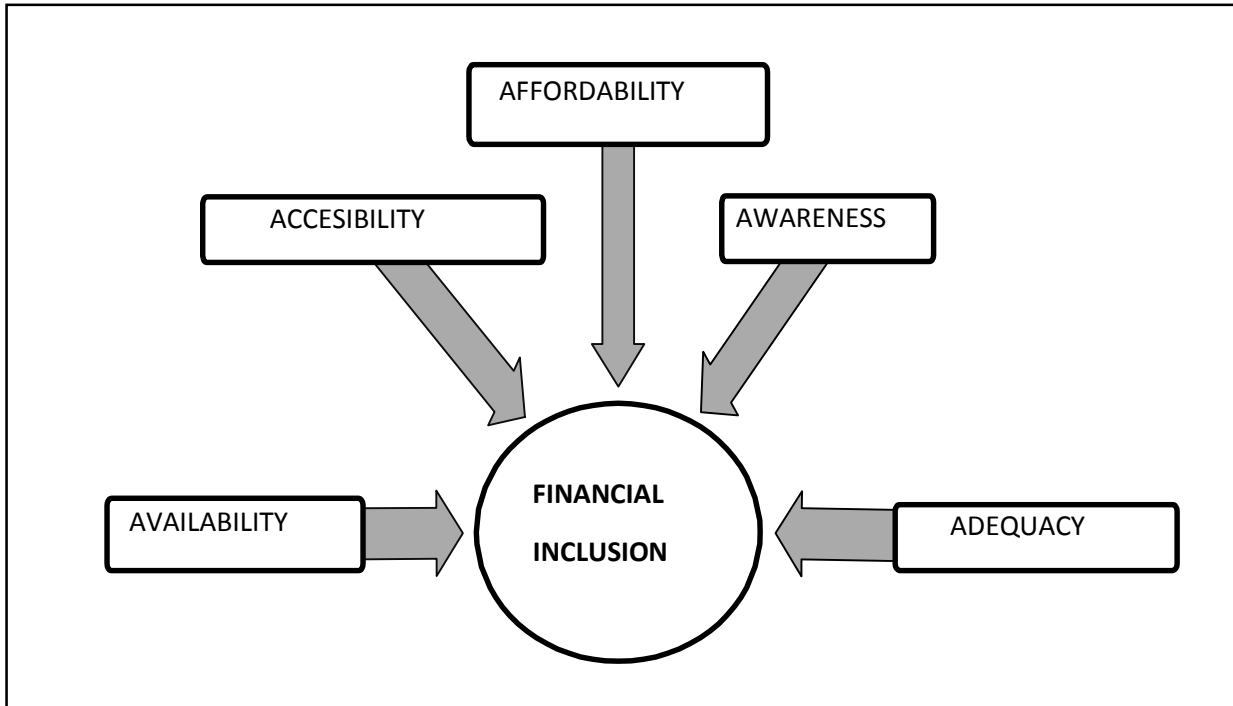 AFFORDABILITY
ACCESIBILITY
AWARENESS
FINANCIAL
INCLUSION
AVAILABILITY
ADEQUACY